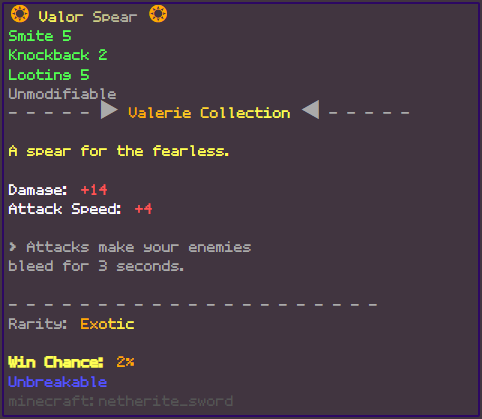 Valor Spear
Smite 5
Knockback 2
Looting 5
Unmodifiable
- - - - - ▶ Valerie Collection ◀ - - - - -
A spear for the fearless.
Damage: +14
Attack Speed: +4
> Attacks make your enemies
bleed for 3 seconds.
- - - - - - - - - - - - - - - - - - - - - - -
Rarity: Exotic
Win Chance: 2%
Unbreakable
minecraft:netherite_sword